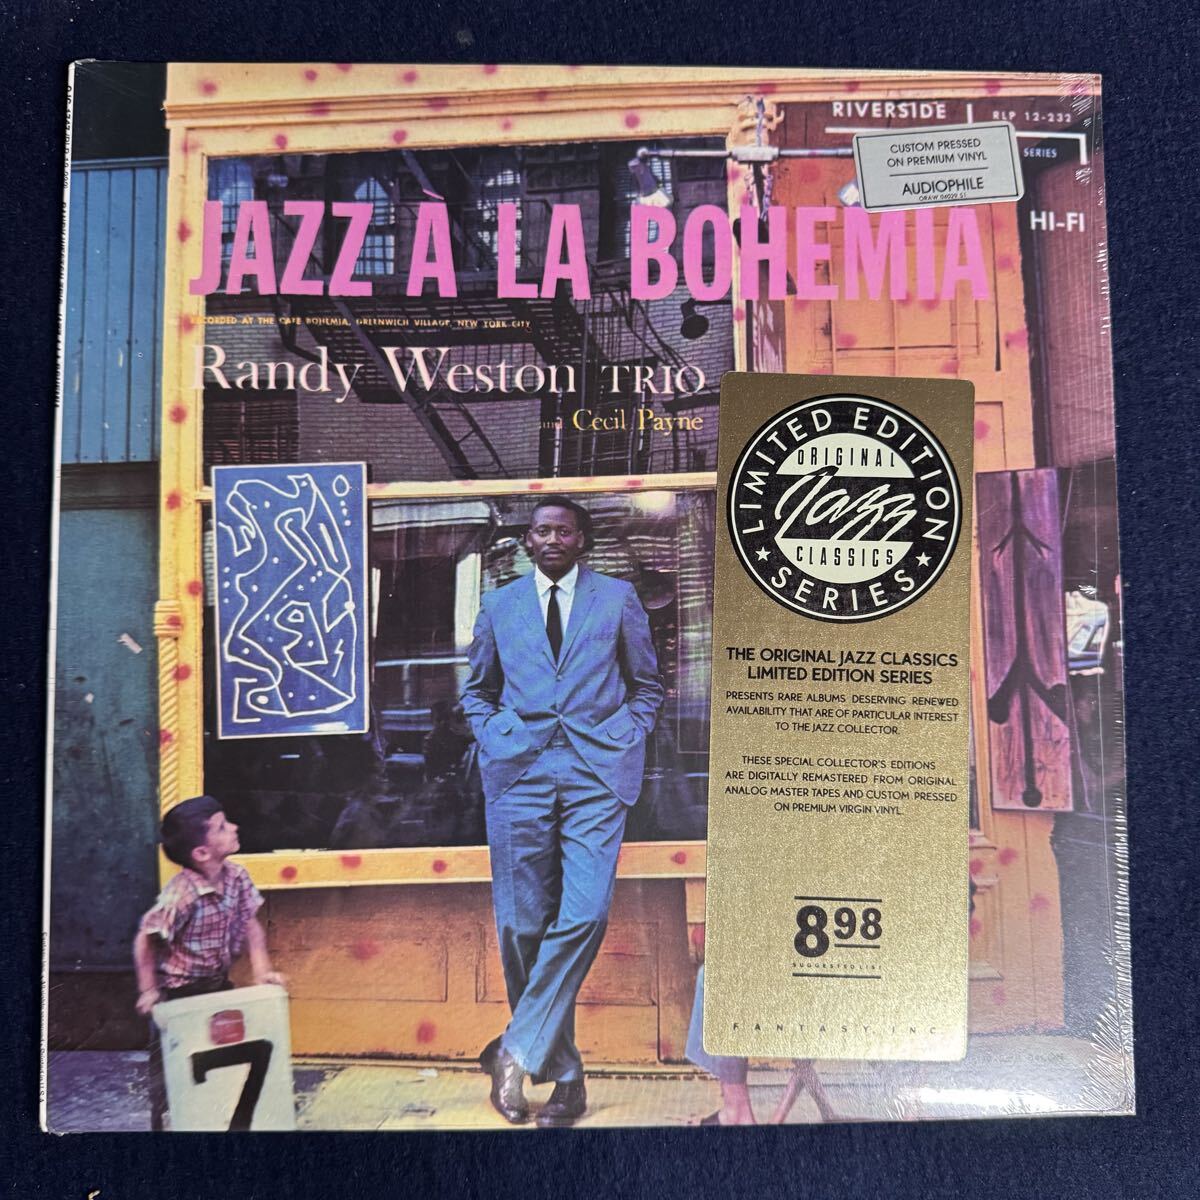 RIVERSIDE
RLP 12-232
SERIES
HI-FI
CUSTOM PRESSED
ON PREMIUM VINYL
AUDIOPHILE
JAZZ A LA BOHEMIA
RECORDED AT THE CAFE BOHEMIA, GREENWICH VILLAGE, NEW YORK CITY
Randy Weston TRIO
and Cecil Payne
LIMITED EDITION
ORIGINAL
Jazz
CLASSICS
SERIES
THE ORIGINAL JAZZ CLASSICS
LIMITED EDITION SERIES
PRESENTS RARE ALBUMS DESERVING RENEWED
AVAILABILITY THAT ARE OF PARTICULAR INTEREST
TO THE JAZZ COLLECTOR.
THESE SPECIAL COLLECTOR'S EDITIONS
ARE DIGITALLY REMASTERED FROM ORIGINAL
ANALOG MASTER TAPES AND CUSTOM PRESSED
ON PREMIUM VIRGIN VINYL.
898
SUGGESTED LIST
FANTASY, INC.
7